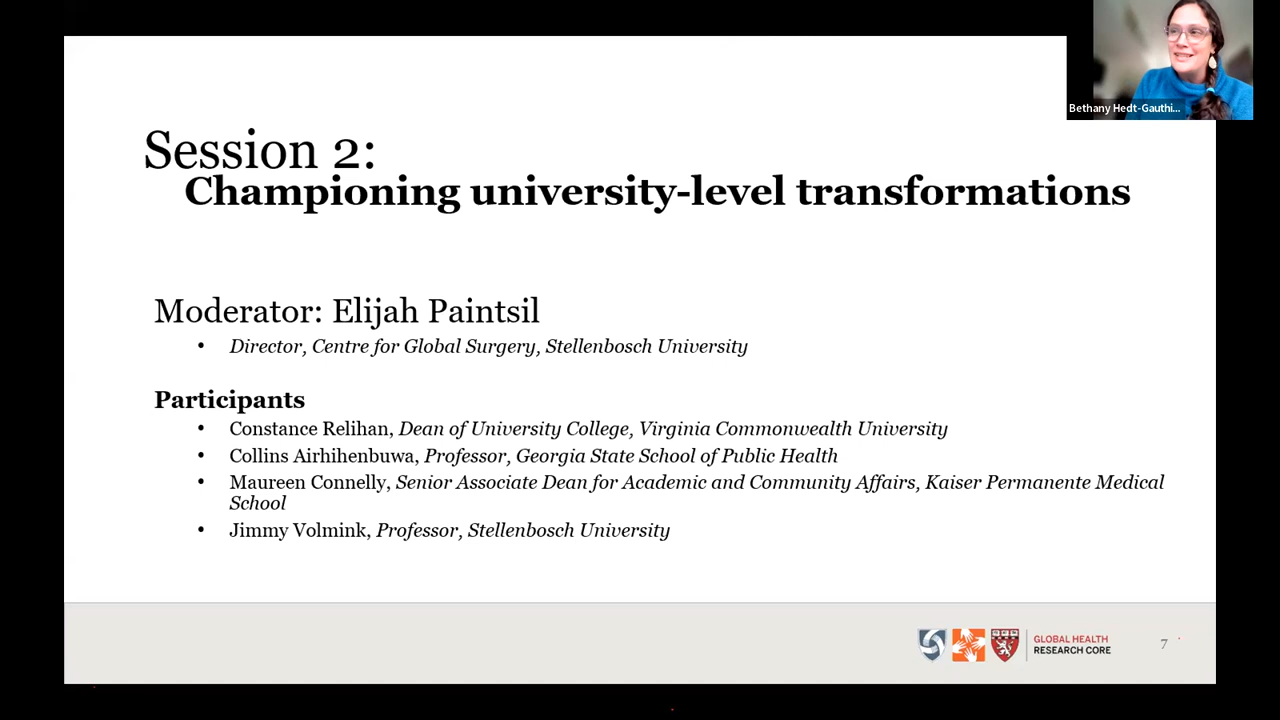 Bethany Hedt-Gauthi...
Session 2:
Championing university-level transformations
Moderator: Elijah Paintsil
• Director, Centre for Global Surgery, Stellenbosch University
Participants
• Constance Relihan, Dean of University College, Virginia Commonwealth University
• Collins Airhihenbuwa, Professor, Georgia State School of Public Health
• Maureen Connelly, Senior Associate Dean for Academic and Community Affairs, Kaiser Permanente Medical
School
• Jimmy Volmink, Professor, Stellenbosch University
GLOBAL HEALTH
RESEARCH CORE
7